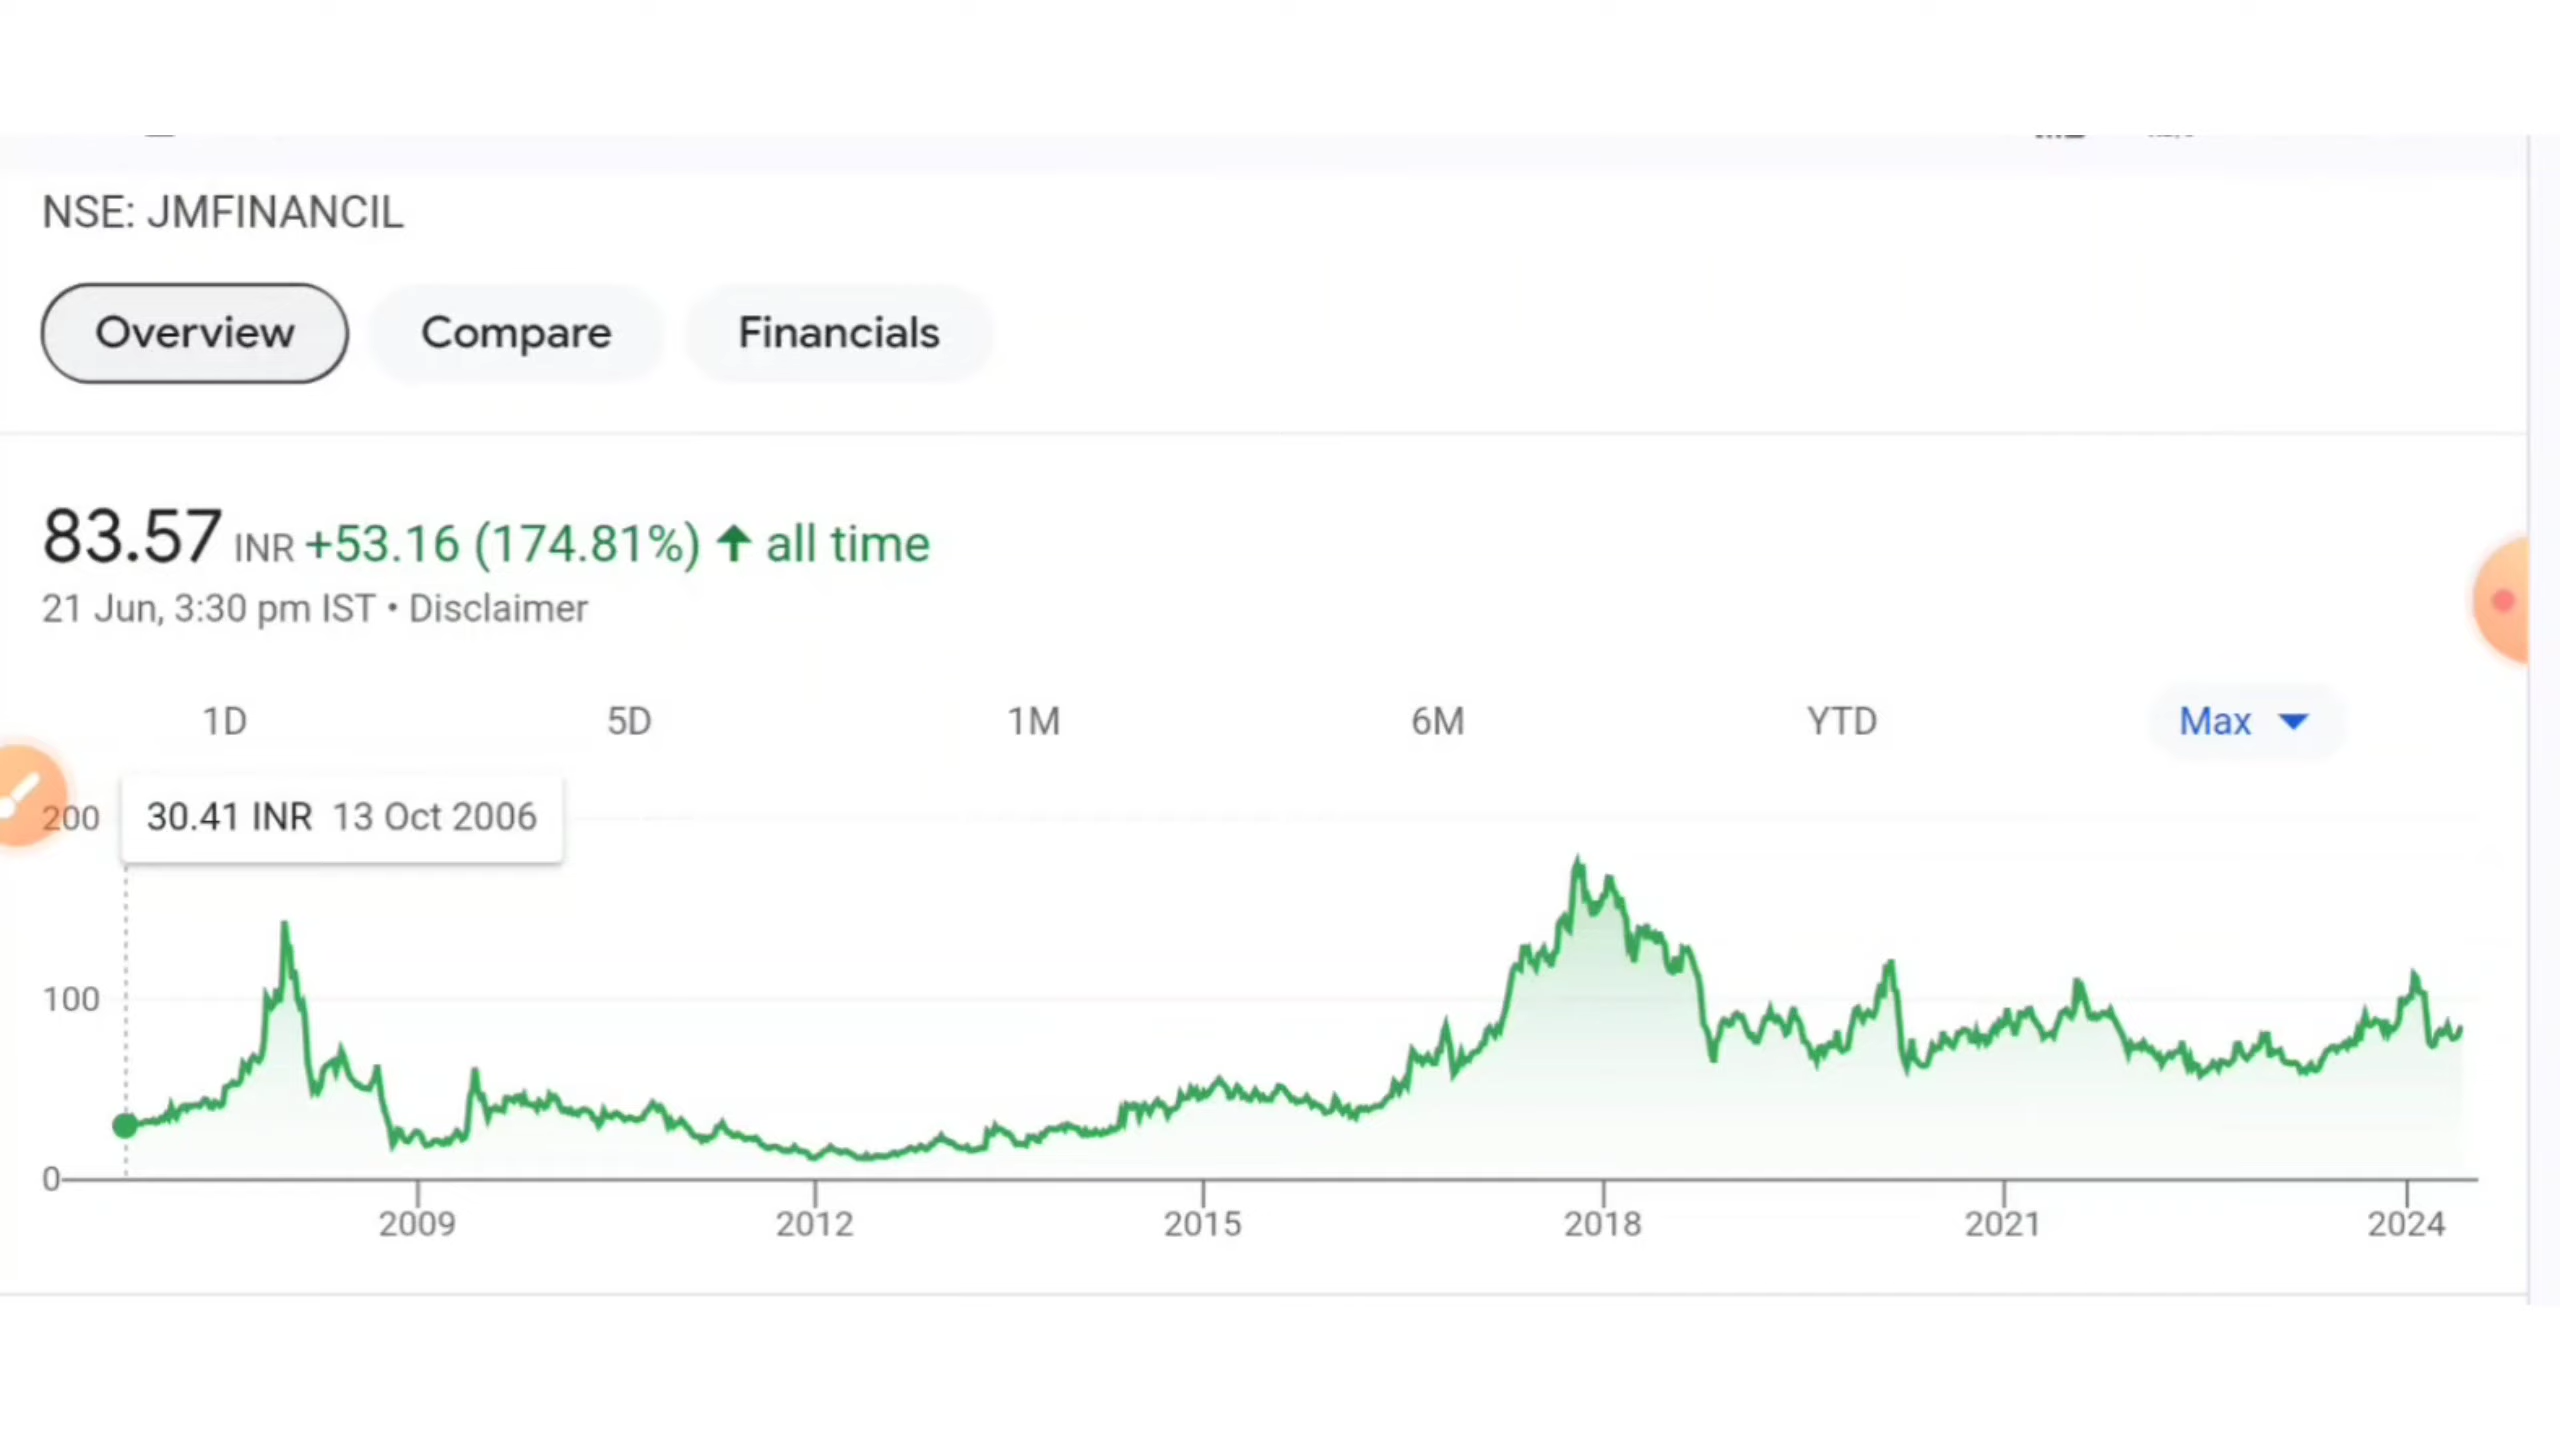 NSE: JMFINANCIL
Overview Compare Financials
83.57 INR +53.16 (174.81%) ↑ all time
21 Jun, 3:30 pm IST • Disclaimer
1D 5D 1M 6M YTD Max
200 30.41 INR 13 Oct 2006
100
0
2009 2012 2015 2018 2021 2024